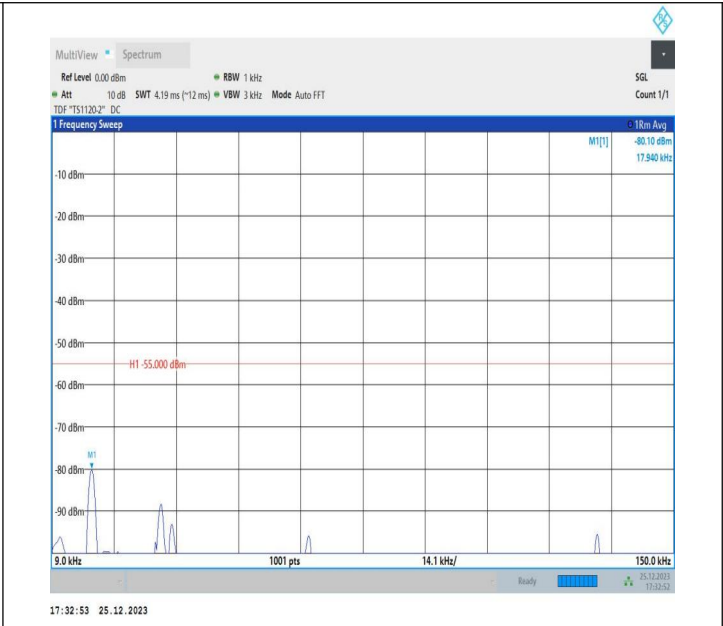 R S
MultiView Spectrum
Ref Level 0.00 dBm RBW 1 kHz SGL
Att 10 dB SWT 4.19 ms (~12 ms) VBW 3 kHz Mode Auto FFT Count 1/1
TDF "TS1120-2" DC
1 Frequency Sweep 1Rm Avg
M1[1] -80.10 dBm
17.940 kHz
-10 dBm
-20 dBm
-30 dBm
-40 dBm
-50 dBm
H1 -55.000 dBm
-60 dBm
-70 dBm
M1
-80 dBm
-90 dBm
9.0 kHz 1001 pts 14.1 kHz/ 150.0 kHz
Ready 25.12.2023
17:32:52
17:32:53 25.12.2023